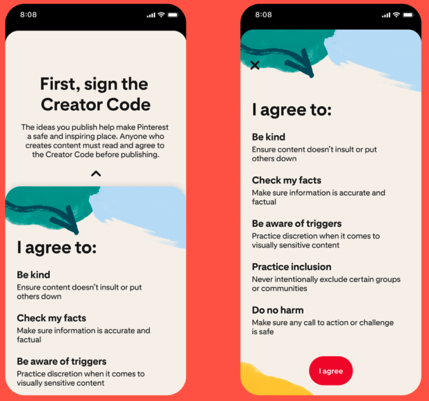 8:08
First, sign the
Creator Code
The ideas you publish help make Pinterest
a safe and inspiring place. Anyone who
creates content must read and agree to
the Creator Code before publishing.
I agree to:
Be kind
Ensure content doesn't insult or put
others down
Check my facts
Make sure information is accurate and
factual
Be aware of triggers
Practice discretion when it comes to
visually sensitive content
8:08
I agree to:
Be kind
Ensure content doesn't insult or put
others down
Check my facts
Make sure information is accurate and
factual
Be aware of triggers
Practice discretion when it comes to
visually sensitive content
Practice inclusion
Never intentionally exclude certain groups
or communities
Do no harm
Make sure any call to action or challenge
is safe
I agree